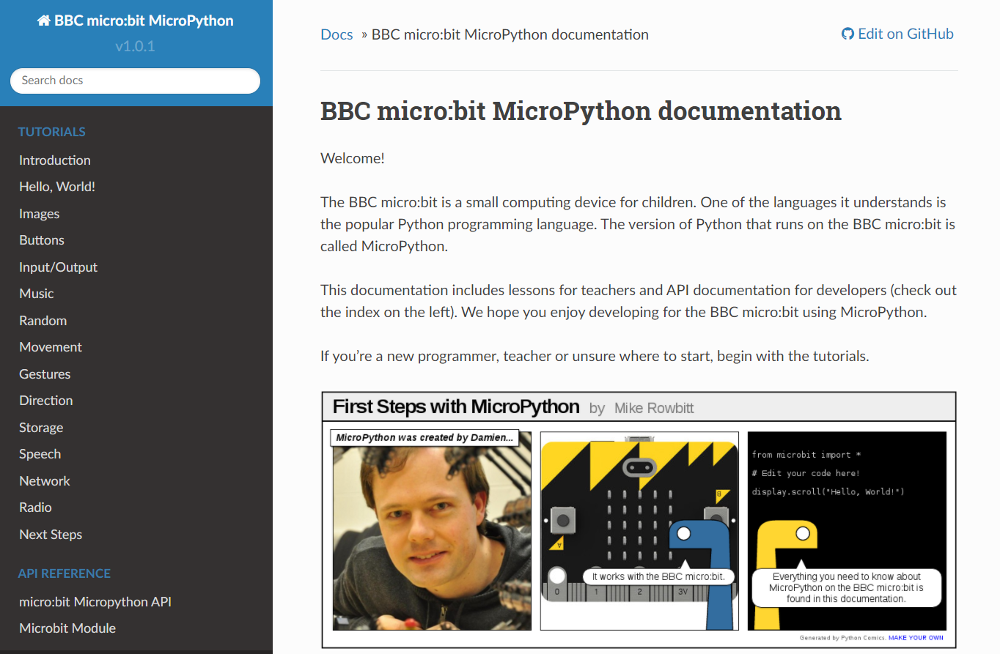 BBC micro:bit MicroPython
v1.0.1
Search docs
TUTORIALS
Introduction
Hello, World!
Images
Buttons
Input/Output
Music
Random
Movement
Gestures
Direction
Storage
Speech
Network
Radio
Next Steps
API REFERENCE
micro:bit Micropython API
Microbit Module
Docs » BBC micro:bit MicroPython documentation
Edit on GitHub
BBC micro:bit MicroPython documentation
Welcome!
The BBC micro:bit is a small computing device for children. One of the languages it understands is
the popular Python programming language. The version of Python that runs on the BBC micro:bit is
called MicroPython.
This documentation includes lessons for teachers and API documentation for developers (check out
the index on the left). We hope you enjoy developing for the BBC micro:bit using MicroPython.
If you’re a new programmer, teacher or unsure where to start, begin with the tutorials.
First Steps with MicroPython by Mike Rowbitt
MicroPython was created by Damien...
B
A
It works with the BBC micro:bit.
0 1 2 3V
from microbit import *
# Edit your code here!
display.scroll("Hello, World!")
Everything you need to know about
MicroPython on the BBC micro:bit is
found in this documentation.
Generated by Python Comics. MAKE YOUR OWN